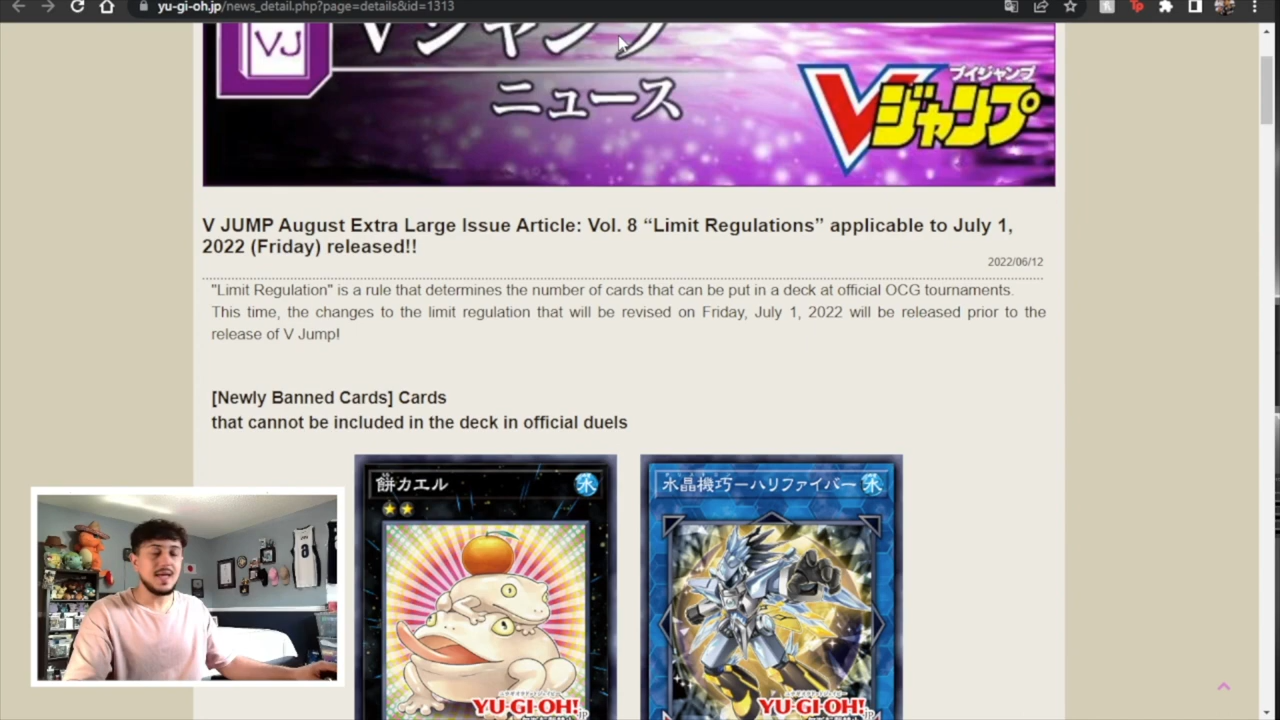 yu-gi-oh.jp/news_detail.php?page=details&id=1313
VJ
Vジャンプ
ニュース
ブイジャンプ
Vジャンプ
V JUMP August Extra Large Issue Article: Vol. 8 “Limit Regulations” applicable to July 1,
2022 (Friday) released!!
2022/06/12
"Limit Regulation" is a rule that determines the number of cards that can be put in a deck at official OCG tournaments.
This time, the changes to the limit regulation that will be revised on Friday, July 1, 2022 will be released prior to the
release of V Jump!
[Newly Banned Cards] Cards
that cannot be included in the deck in official duels
餅カエル 水
水晶機巧－ハリファイバー 水
YU-GI-OH!
YU-GI-OH!
8